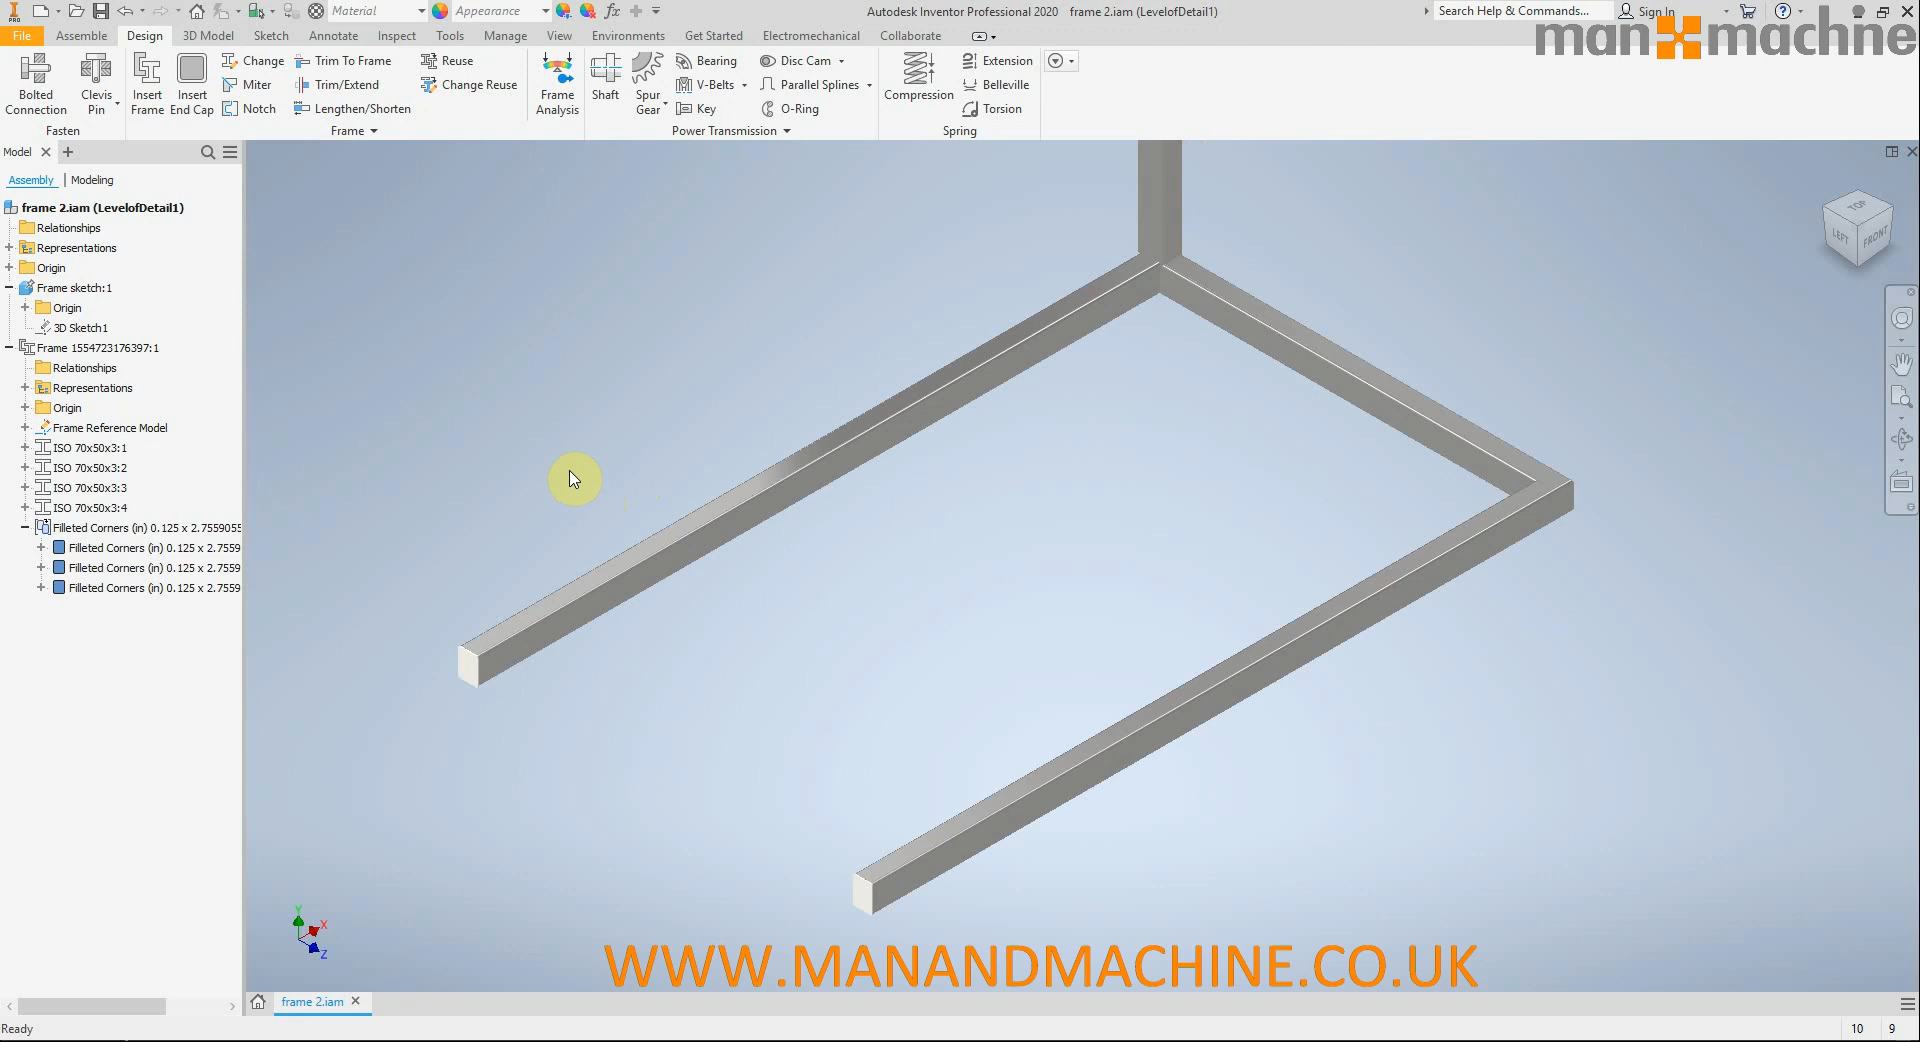 Material
Appearance
Autodesk Inventor Professional 2020 frame 2.iam (LevelofDetail1)
Search Help & Commands...
Sign In
man machine
File Assemble Design 3D Model Sketch Annotate Inspect Tools Manage View Environments Get Started Electromechanical Collaborate
Bolted Connection
Clevis Pin
Fasten
Insert Frame
Insert End Cap
Change
Miter
Notch
Trim To Frame
Trim/Extend
Lengthen/Shorten
Reuse
Change Reuse
Frame
Frame Analysis
Shaft
Spur Gear
Bearing
V-Belts
Key
Disc Cam
Parallel Splines
O-Ring
Power Transmission
Compression
Extension
Belleville
Torsion
Spring
Model
Assembly Modeling
frame 2.iam (LevelofDetail1)
Relationships
Representations
Origin
Frame sketch:1
Origin
3D Sketch1
Frame 1554723176397:1
Relationships
Representations
Origin
Frame Reference Model
ISO 70x50x3:1
ISO 70x50x3:2
ISO 70x50x3:3
ISO 70x50x3:4
Filleted Corners (in) 0.125 x 2.7559055
Filleted Corners (in) 0.125 x 2.7559
Filleted Corners (in) 0.125 x 2.7559
Filleted Corners (in) 0.125 x 2.7559
TOP
LEFT
FRONT
Y
X
Z
WWW.MANANDMACHINE.CO.UK
frame 2.iam
Ready
10 9